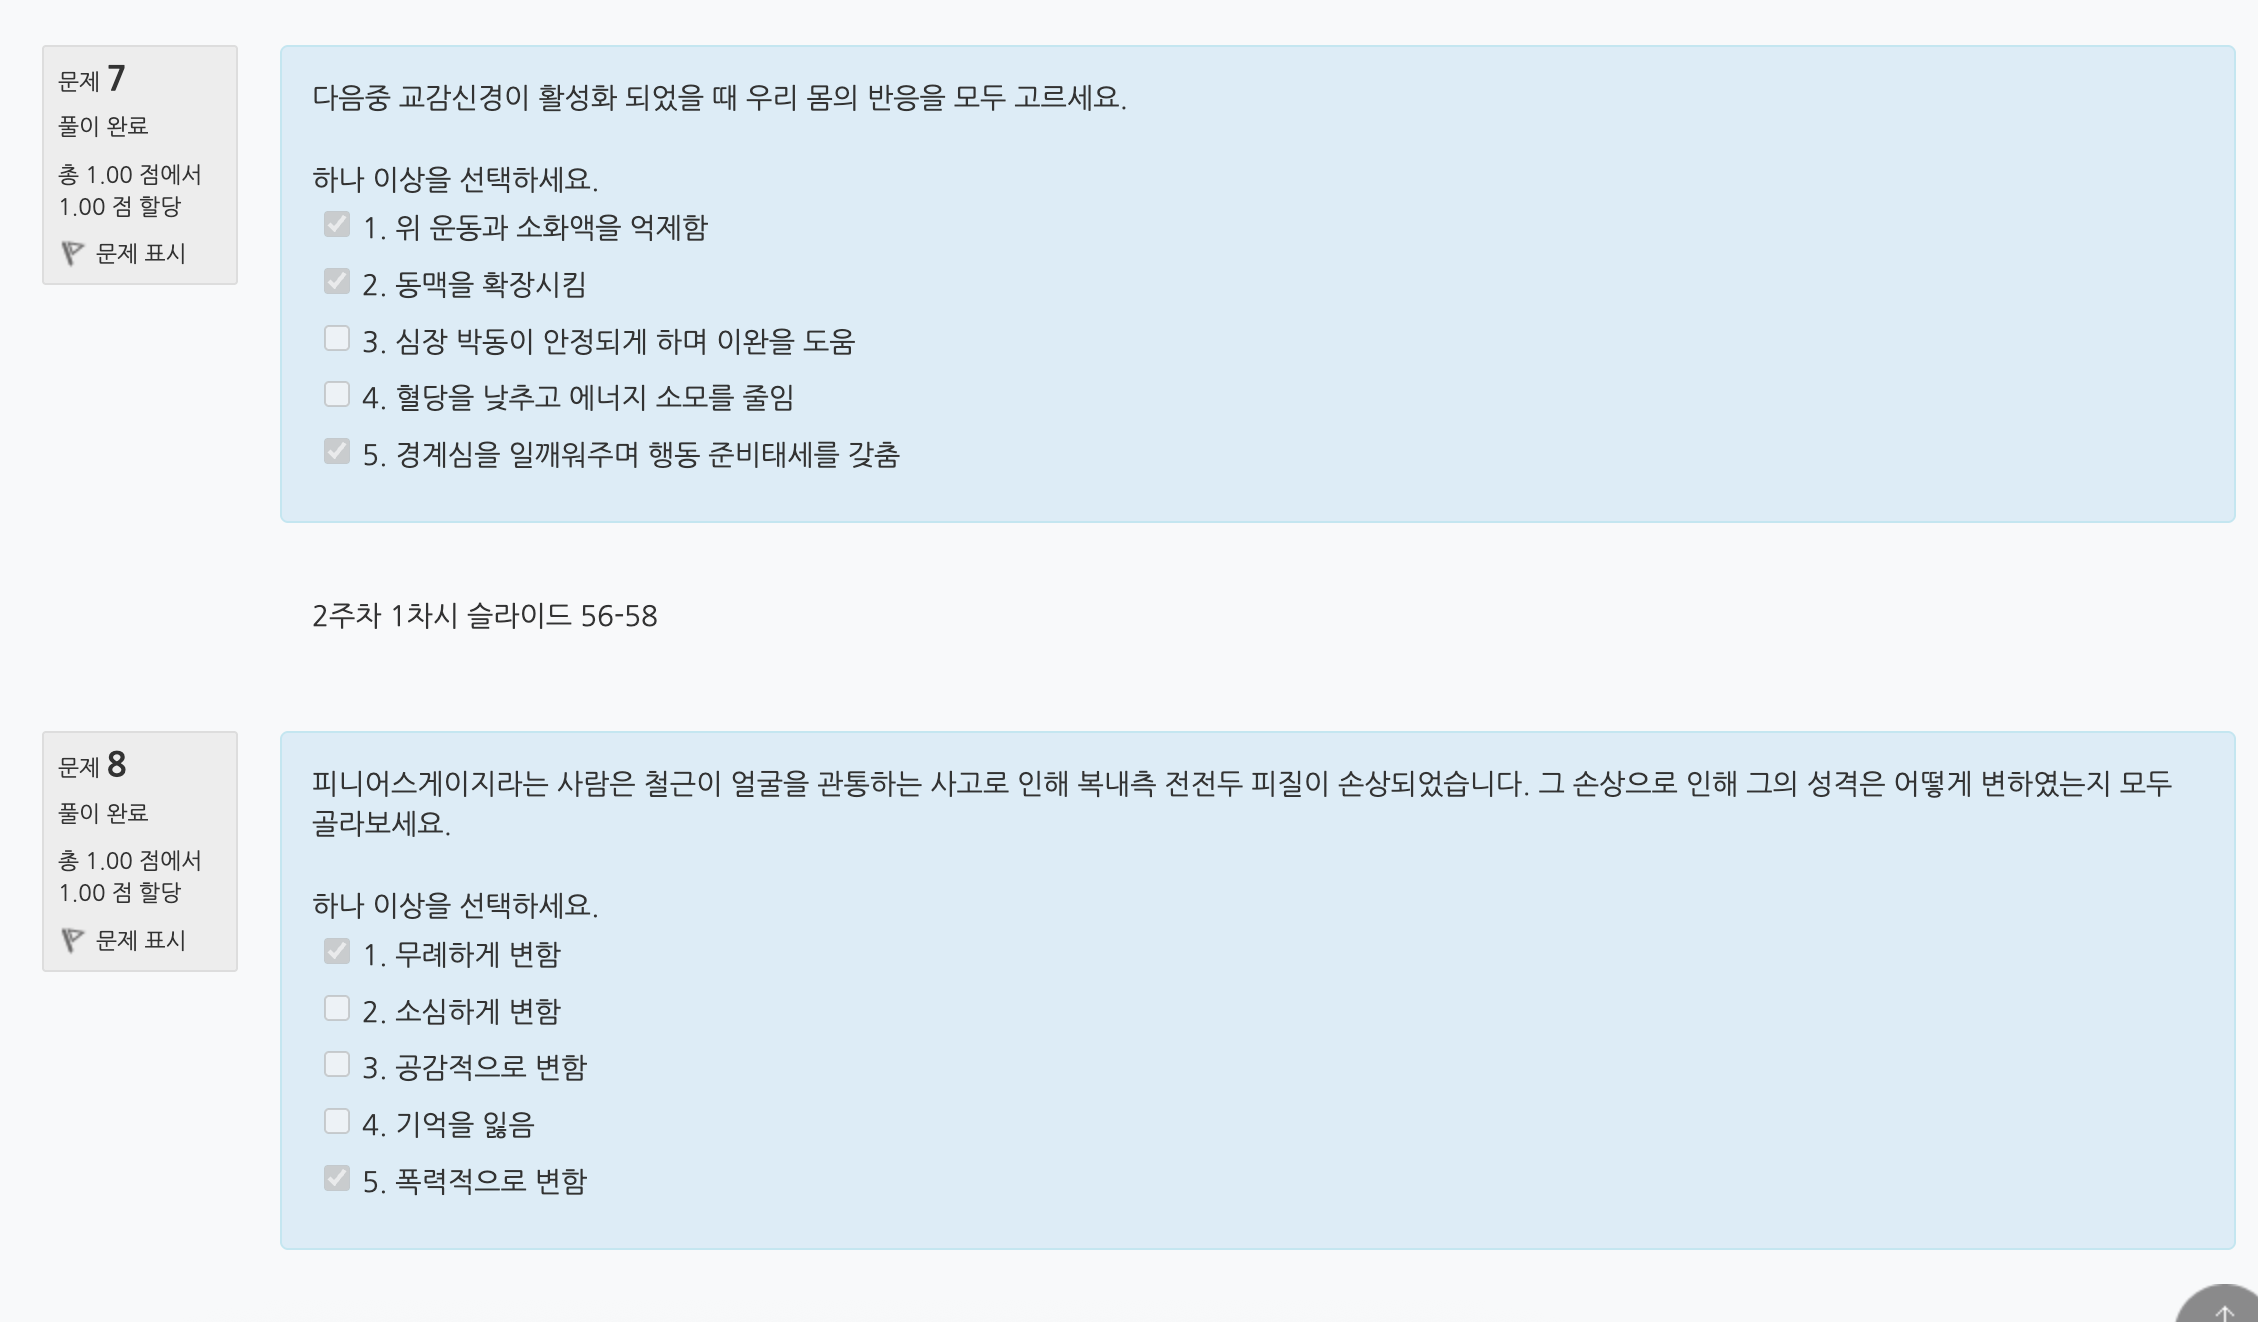 문제 7
풀이 완료
총 1.00 점에서
1.00 점 할당
문제 표시
다음중 교감신경이 활성화 되었을 때 우리 몸의 반응을 모두 고르세요.
하나 이상을 선택하세요.
1. 위 운동과 소화액을 억제함
2. 동맥을 확장시킴
3. 심장 박동이 안정되게 하며 이완을 도움
4. 혈당을 낮추고 에너지 소모를 줄임
5. 경계심을 일깨워주며 행동 준비태세를 갖춤
2주차 1차시 슬라이드 56-58
문제 8
풀이 완료
총 1.00 점에서
1.00 점 할당
문제 표시
피니어스게이지라는 사람은 철근이 얼굴을 관통하는 사고로 인해 복내측 전전두 피질이 손상되었습니다. 그 손상으로 인해 그의 성격은 어떻게 변하였는지 모두
골라보세요.
하나 이상을 선택하세요.
1. 무례하게 변함
2. 소심하게 변함
3. 공감적으로 변함
4. 기억을 잃음
5. 폭력적으로 변함